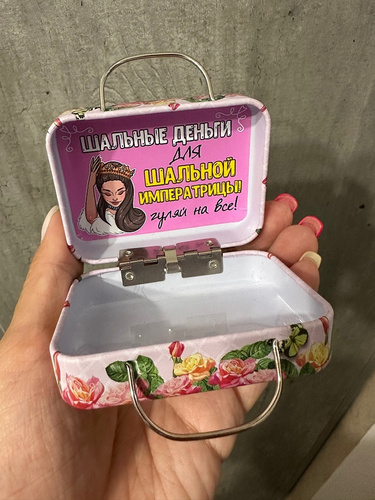 ШАЛЬНЫЕ ДЕНЬГИ
ДЛЯ
ШАЛЬНОЙ
ИМПЕРАТРИЦЫ!
гуляй на все!